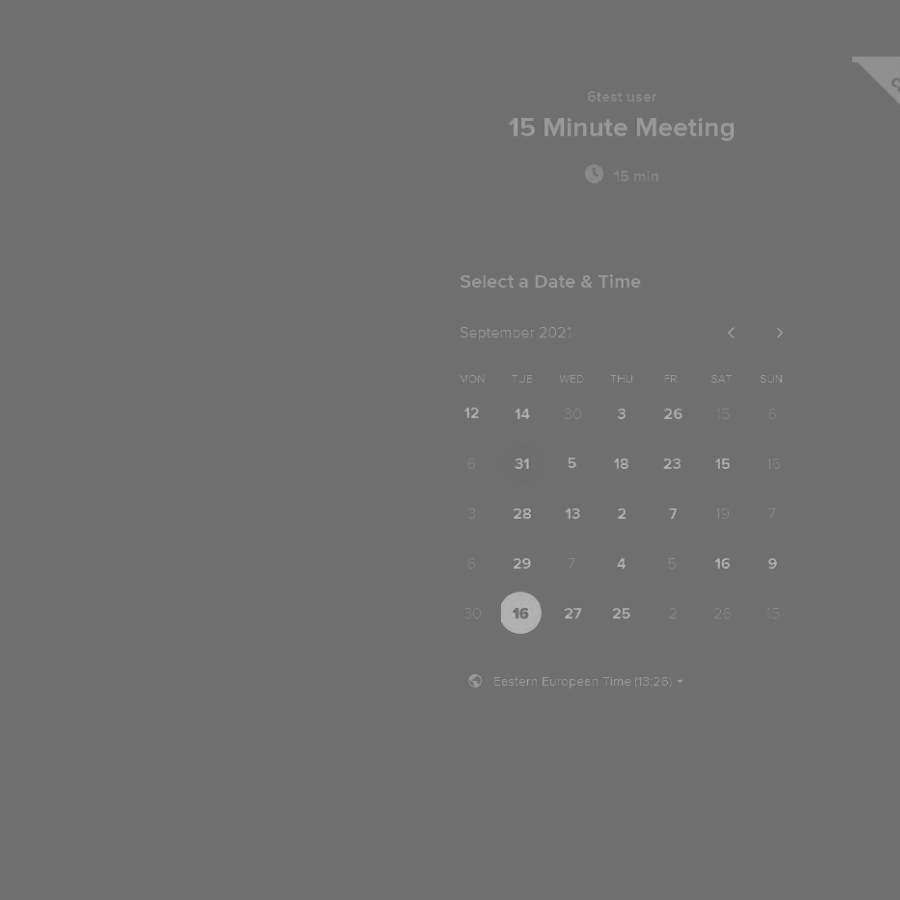 6test user
15 Minute Meeting
15 min
Select a Date & Time
September 2021
MON TUE WED THU FRI SAT SUN
12 14 30 3 26 15 6
6 31 5 18 23 15 15
3 28 13 2 7 19 7
6 29 7 4 5 16 9
30 16 27 25 2 26 15
Eastern European Time (13:26)